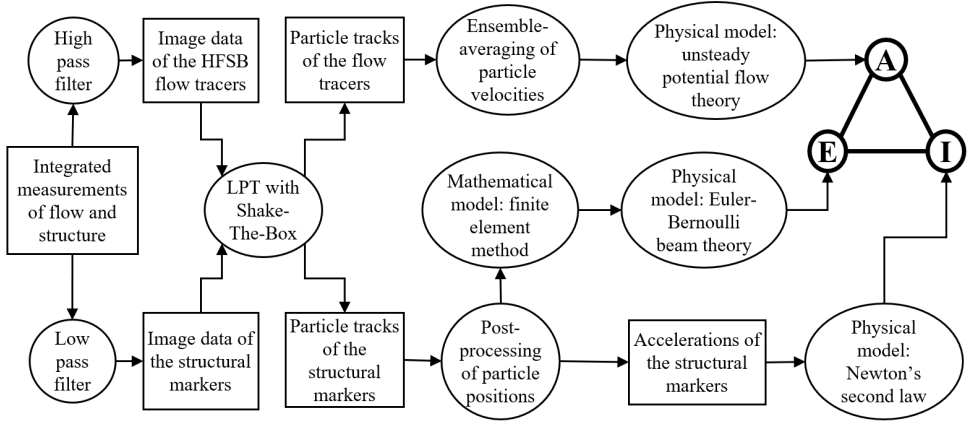 High
pass
filter
Image data
of the HFSB
flow tracers
Particle tracks
of the flow
tracers
Ensemble-
averaging of
particle
velocities
Physical model:
unsteady
potential flow
theory
A
E
I
Integrated
measurements
of flow and
structure
LPT with
Shake-
The-Box
Mathematical
model: finite
element
method
Physical
model: Euler-
Bernoulli
beam theory
Low
pass
filter
Image data of
the structural
markers
Particle tracks
of the
structural
markers
Post-
processing
of particle
positions
Accelerations of
the structural
markers
Physical
model:
Newton's
second law